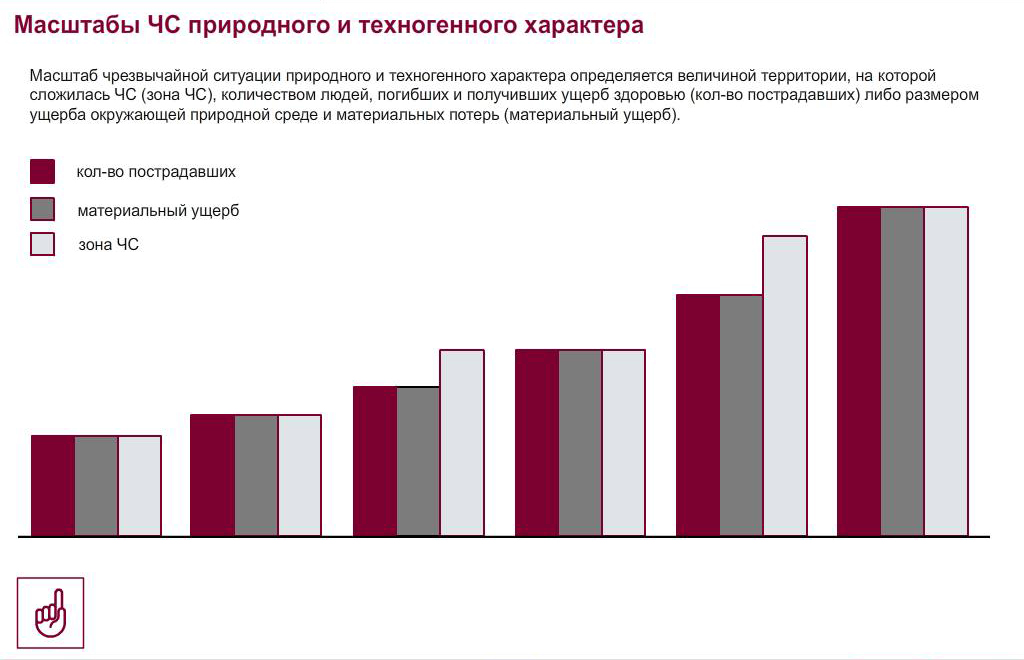 Масштабы ЧС природного и техногенного характера
Масштаб чрезвычайной ситуации природного и техногенного характера определяется величиной территории, на которой
сложилась ЧС (зона ЧС), количеством людей, погибших и получивших ущерб здоровью (кол-во пострадавших) либо размером
ущерба окружающей природной среде и материальных потерь (материальный ущерб).
кол-во пострадавших
материальный ущерб
зона ЧС